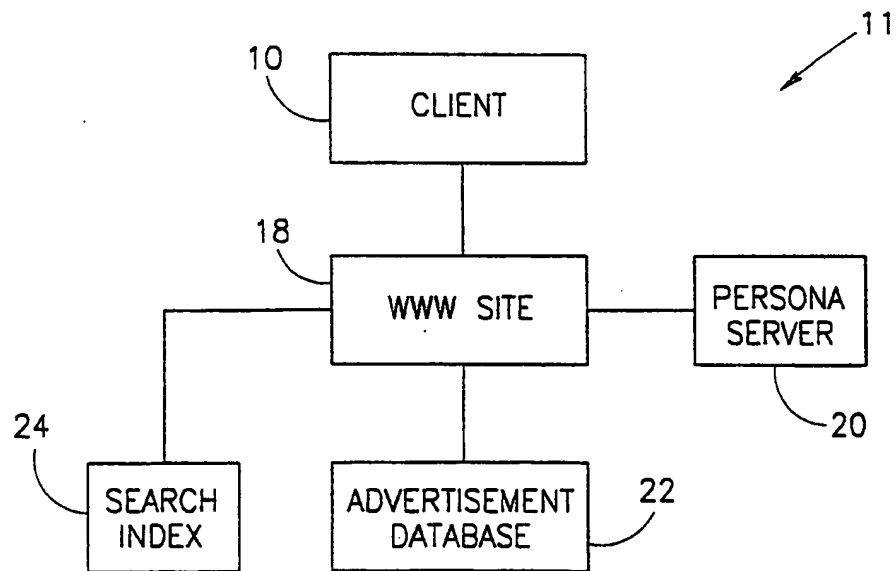 11
10
CLIENT
18
WWW SITE
PERSONA
SERVER
20
24
SEARCH
INDEX
ADVERTISEMENT
DATABASE
22